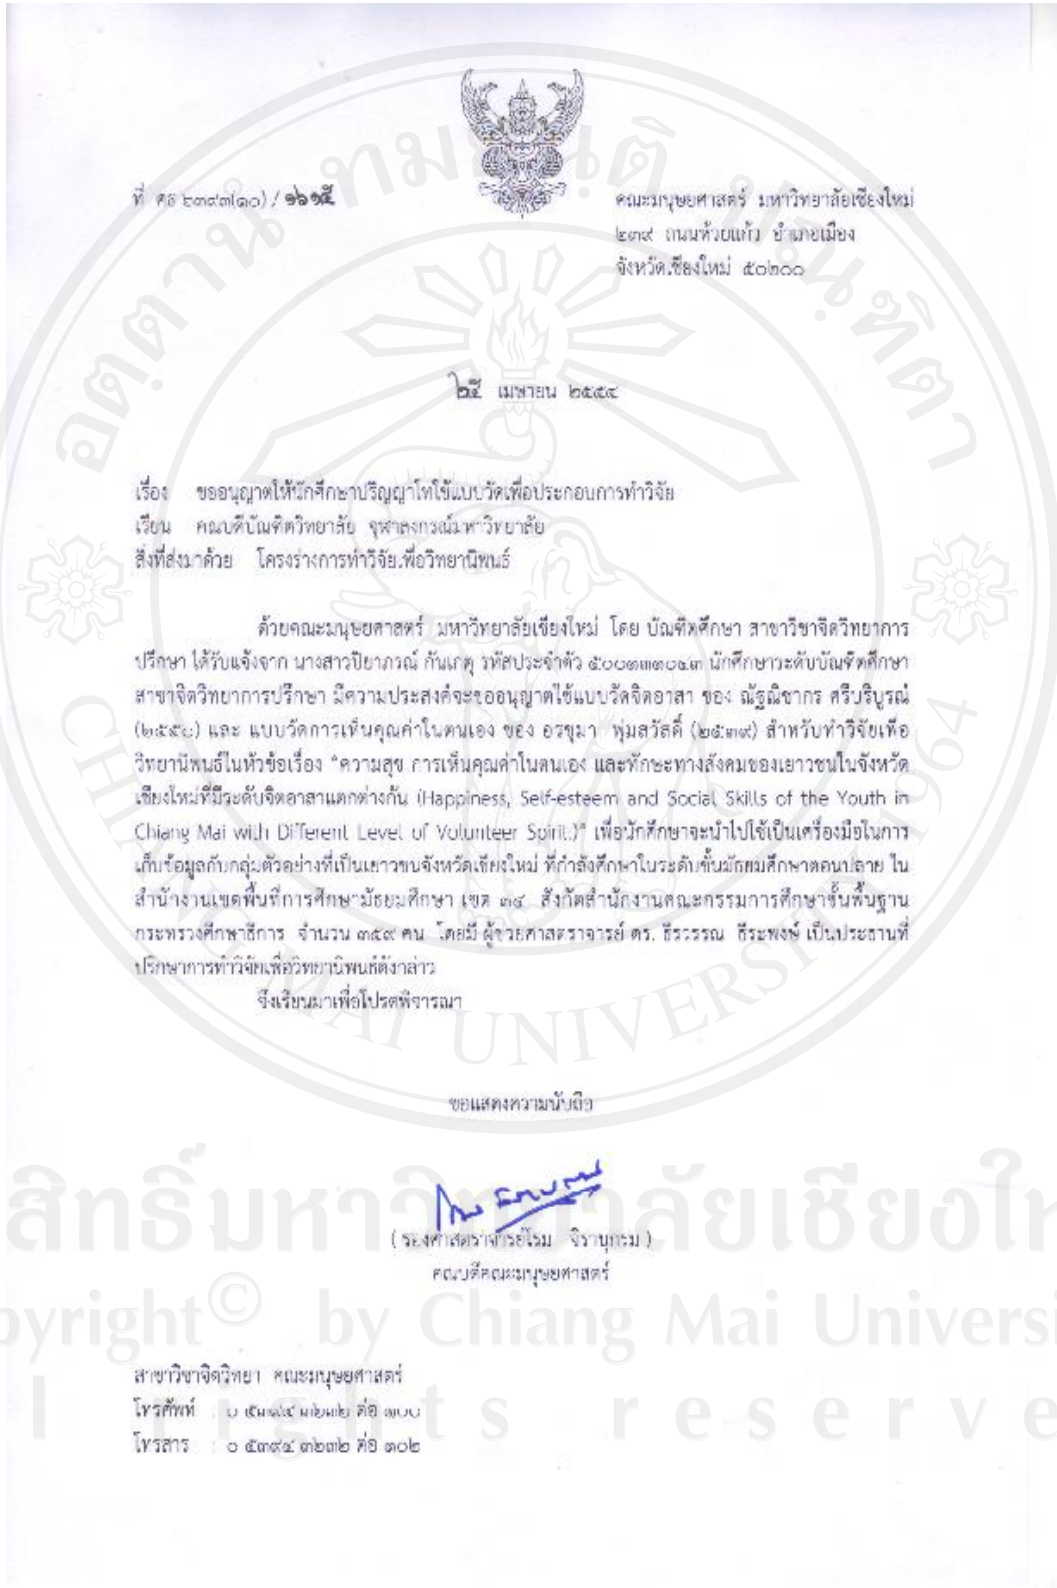 ที่ ศธ ๖๓๙๓(๑๐) / ๑๖๑๕
คณะมนุษยศาสตร์ มหาวิทยาลัยเชียงใหม่
๒๓๙ ถนนห้วยแก้ว อำเภอเมือง
จังหวัดเชียงใหม่ ๕๐๒๐๐
๒๕ เมษายน ๒๕๕๔
เรื่อง ขออนุญาตให้นักศึกษาปริญญาโทใช้แบบวัดเพื่อประกอบการทำวิจัย
เรียน คณบดีบัณฑิตวิทยาลัย จุฬาลงกรณ์มหาวิทยาลัย
สิ่งที่ส่งมาด้วย โครงร่างการทำวิจัยเพื่อวิทยานิพนธ์
ด้วยคณะมนุษยศาสตร์ มหาวิทยาลัยเชียงใหม่ โดย บัณฑิตศึกษา สาขาวิชาจิตวิทยาการ
ปรึกษา ได้รับแจ้งจาก นางสาวปิยาภรณ์ กันเกตุ รหัสประจำตัว ๕๐๐๑๓๓๐๔๓ นักศึกษาระดับบัณฑิตศึกษา
สาขาจิตวิทยาการปรึกษา มีความประสงค์จะขออนุญาตใช้แบบวัดจิตอาสา ของ ณัฐณิชากร ศรีบริบูรณ์
และ แบบวัดการเห็นคุณค่าในตนเอง ของ อรอุมา พุ่มสวัสดิ์ (๒๕๓๙) สำหรับทำวิจัยเพื่อ
วิทยานิพนธ์ในหัวข้อเรื่อง "ความสุข การเห็นคุณค่าในตนเอง และทักษะทางสังคมของเยาวชนในจังหวัด
เชียงใหม่ที่มีระดับจิตอาสาแตกต่างกัน (Happiness, Self-esteem and Social Skills of the Youth in
Chiang Mai with Different Level of Volunteer Spirit.)" เพื่อนักศึกษาจะนำไปใช้เป็นเครื่องมือในการ
เก็บข้อมูลกับกลุ่มตัวอย่างที่เป็นเยาวชนจังหวัดเชียงใหม่ ที่กำลังศึกษาในระดับชั้นมัธยมศึกษาตอนปลาย ใน
สำนักงานเขตพื้นที่การศึกษามัธยมศึกษา เขต ๓๔ สังกัดสำนักงานคณะกรรมการศึกษาขั้นพื้นฐาน
กระทรวงศึกษาธิการ จำนวน ๓๕๙ คน โดยมี ผู้ช่วยศาสตราจารย์ ดร. ธีรวรรณ ธีระพงษ์ เป็นประธานที่
ปรึกษาการทำวิจัยเพื่อวิทยานิพนธ์ดังกล่าว
จึงเรียนมาเพื่อโปรดพิจารณา
ขอแสดงความนับถือ
( รองศาสตราจารย์โรม จิรานุกรม )
คณบดีคณะมนุษยศาสตร์
สาขาวิชาจิตวิทยา คณะมนุษยศาสตร์
โทรศัพท์ : ๐ ๕๓๙๔ ๓๒๓๒ ต่อ ๑๐๐
โทรสาร : ๐ ๕๓๙๔ ๓๒๓๒ ต่อ ๑๐๒
CHIANG MAI UNIVERSITY 1964